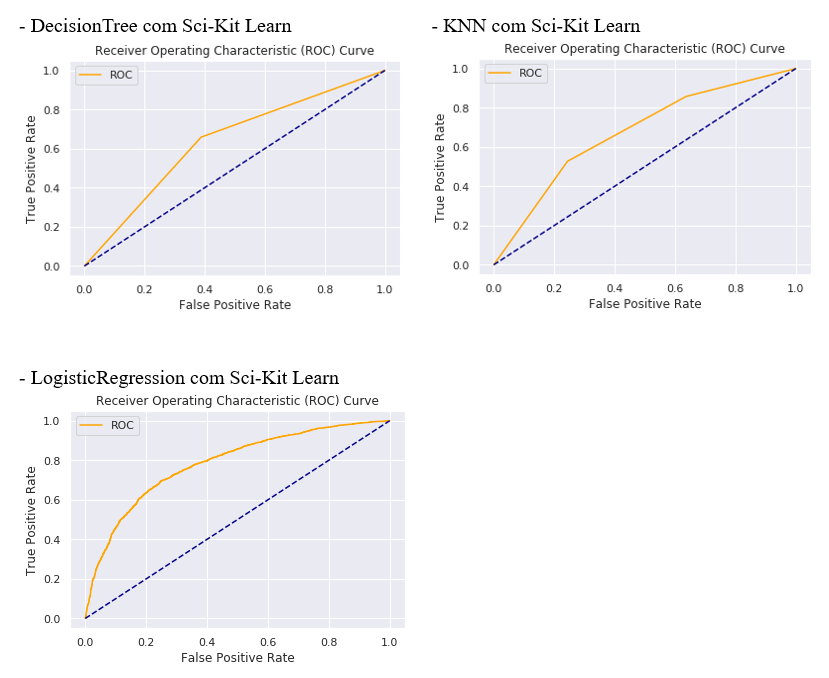 - DecisionTree com Sci-Kit Learn
Receiver Operating Characteristic (ROC) Curve
ROC
True Positive Rate
1.0
0.8
0.6
0.4
0.2
0.0
0.0 0.2 0.4 0.6 0.8 1.0
False Positive Rate
- KNN com Sci-Kit Learn
Receiver Operating Characteristic (ROC) Curve
ROC
True Positive Rate
1.0
0.8
0.6
0.4
0.2
0.0
0.0 0.2 0.4 0.6 0.8 1.0
False Positive Rate
- LogisticRegression com Sci-Kit Learn
Receiver Operating Characteristic (ROC) Curve
ROC
True Positive Rate
1.0
0.8
0.6
0.4
0.2
0.0
0.0 0.2 0.4 0.6 0.8 1.0
False Positive Rate